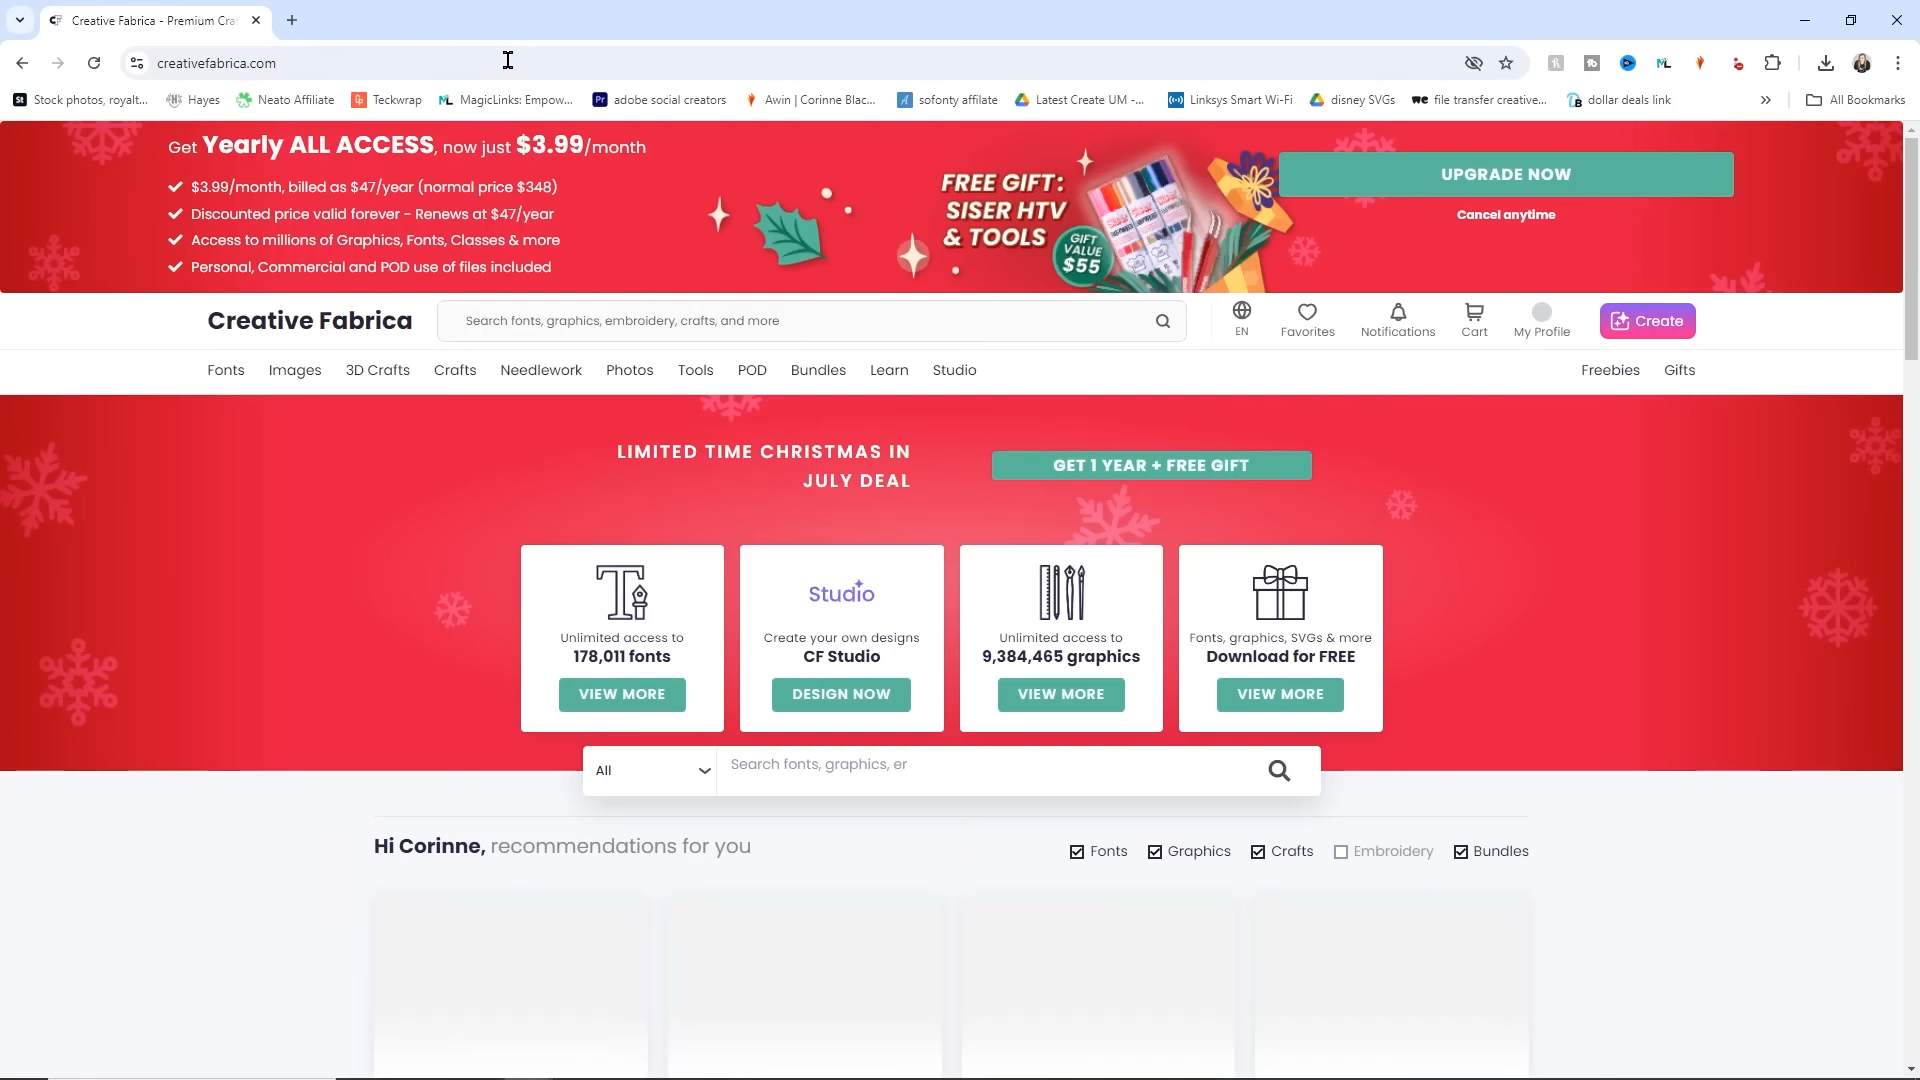 Creative Fabrica - Premium Cra
creativefabrica.com
Stock photos, royalt...
Hayes
Neato Affiliate
Teckwrap
MagicLinks: Empow...
adobe social creators
Awin | Corinne Blac...
sofonty affilate
Latest Create UM -...
Linksys Smart Wi-Fi
disney SVGs
file transfer creative...
dollar deals link
All Bookmarks
Get Yearly ALL ACCESS, now just $3.99/month
$3.99/month, billed as $47/year (normal price $348)
Discounted price valid forever - Renews at $47/year
Access to millions of Graphics, Fonts, Classes & more
Personal, Commercial and POD use of files included
FREE GIFT:
SISER HTV
& TOOLS
GIFT
VALUE
$55
UPGRADE NOW
Cancel anytime
Creative Fabrica
Search fonts, graphics, embroidery, crafts, and more
EN
Favorites
Notifications
Cart
My Profile
Create
Fonts
Images
3D Crafts
Crafts
Needlework
Photos
Tools
POD
Bundles
Learn
Studio
Freebies
Gifts
LIMITED TIME CHRISTMAS IN
JULY DEAL
GET 1 YEAR + FREE GIFT
Unlimited access to
178,011 fonts
VIEW MORE
Studio
Create your own designs
CF Studio
DESIGN NOW
Unlimited access to
9,384,465 graphics
VIEW MORE
Fonts, graphics, SVGs & more
Download for FREE
VIEW MORE
All
Search fonts, graphics, er
Hi Corinne, recommendations for you
Fonts
Graphics
Crafts
Embroidery
Bundles